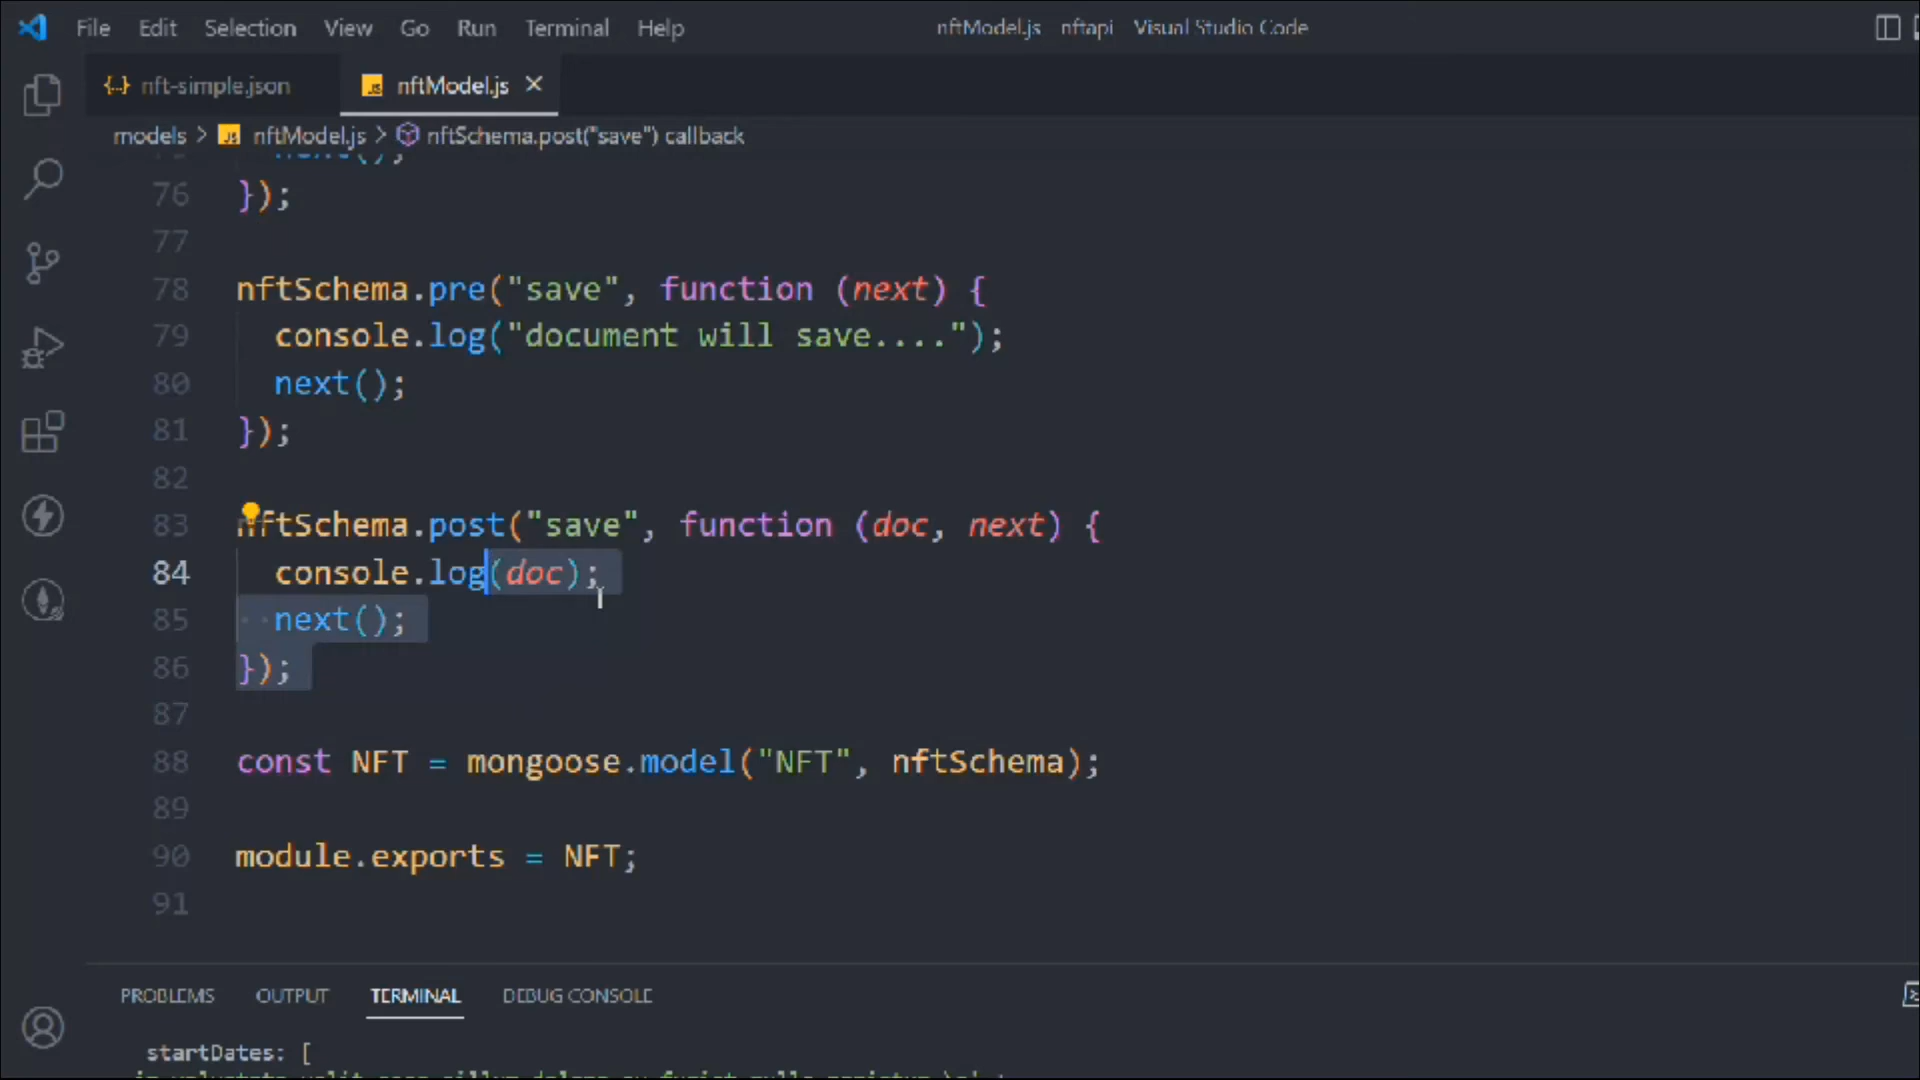 File Edit Selection View Go Run Terminal Help nftModel.js nftapi Visual Studio Code
{..} nft-simple.json JS nftModel.js
models > JS nftModel.js > nftSchema.post("save") callback
76 });
77
78 nftSchema.pre("save", function (next) {
79 console.log("document will save....");
80 next();
81 });
82
83 nftSchema.post("save", function (doc, next) {
84 console.log(doc);
85 next();
86 });
87
88 const NFT = mongoose.model("NFT", nftSchema);
89
90 module.exports = NFT;
91
PROBLEMS OUTPUT TERMINAL DEBUG CONSOLE
startDates: [